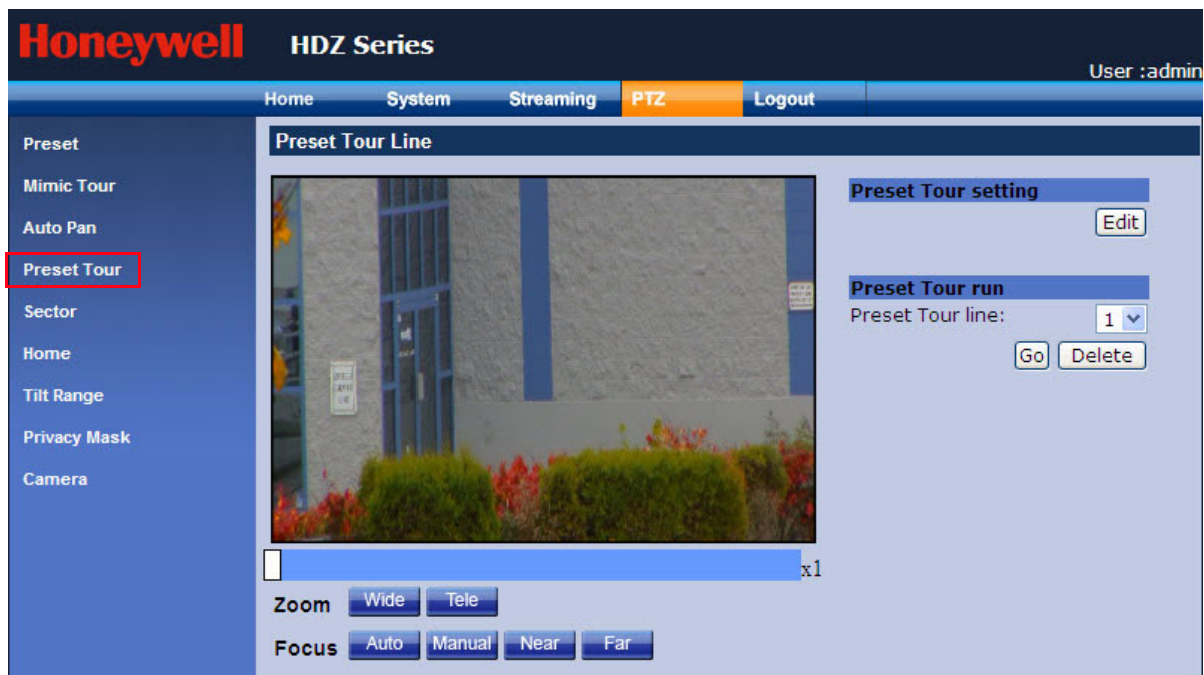 Honeywell HDZ Series
User :admin
Home System Streaming PTZ Logout
Preset
Mimic Tour
Auto Pan
Preset Tour
Sector
Home
Tilt Range
Privacy Mask
Camera
Preset Tour Line
Preset Tour setting
Edit
Preset Tour run
Preset Tour line: 1
Go Delete
x1
Zoom Wide Tele
Focus Auto Manual Near Far